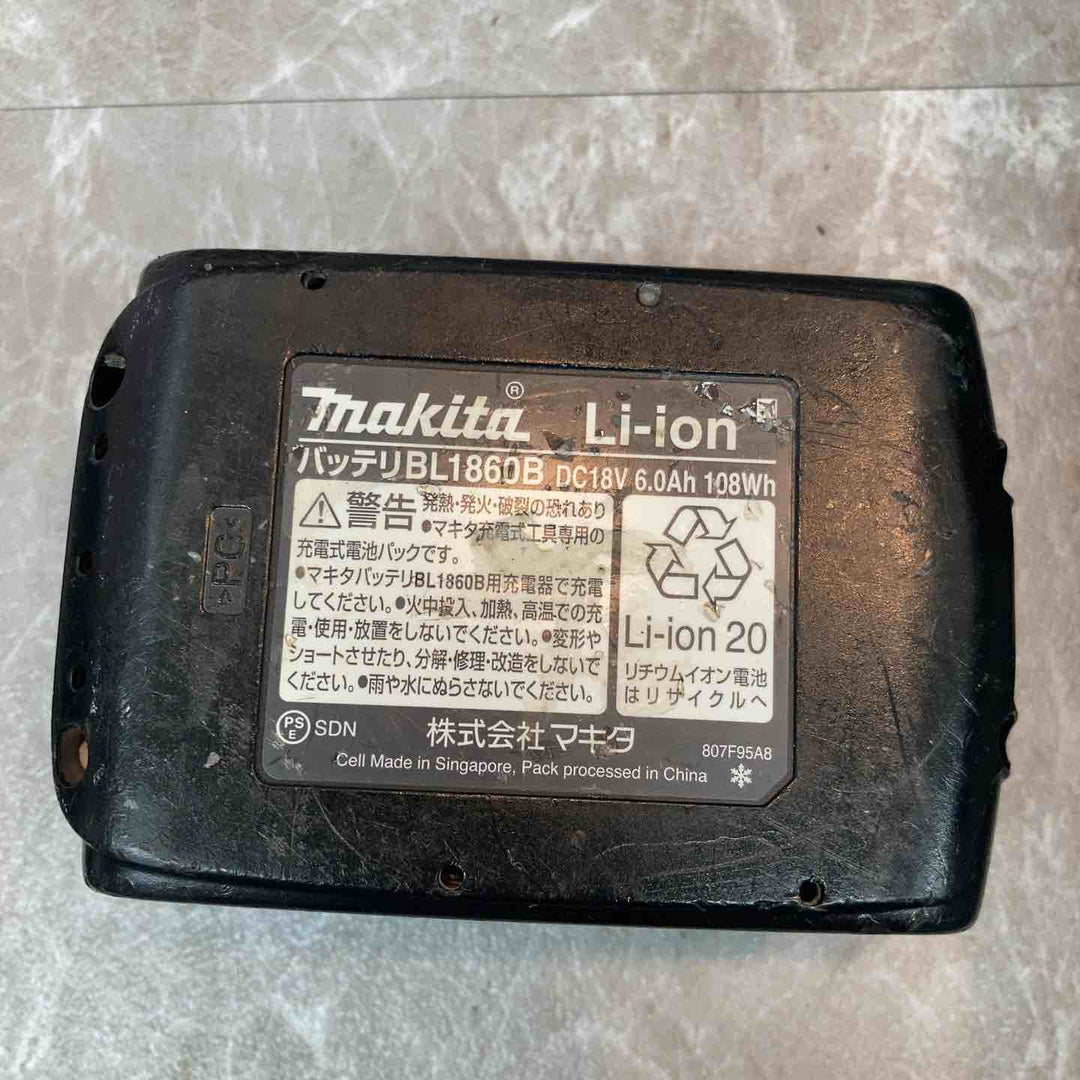 makita® Li-ion
バッテリBL1860B DC18V 6.0Ah 108Wh
警告 発熱・発火・破裂の恐れあり
●マキタ充電式工具専用の
充電式電池パックです。
●マキタバッテリBL1860B用充電器で充電
してください。●火中投入、加熱、高温での充
電・使用・放置をしないでください。●変形や
ショートさせたり、分解・修理・改造をしないで
ください。●雨や水にぬらさないでください。
Li-ion 20
リチウムイオン電池
はリサイクルへ
PSE SDN 株式会社マキタ
807F95A8
Cell Made in Singapore, Pack processed in China
>PC<